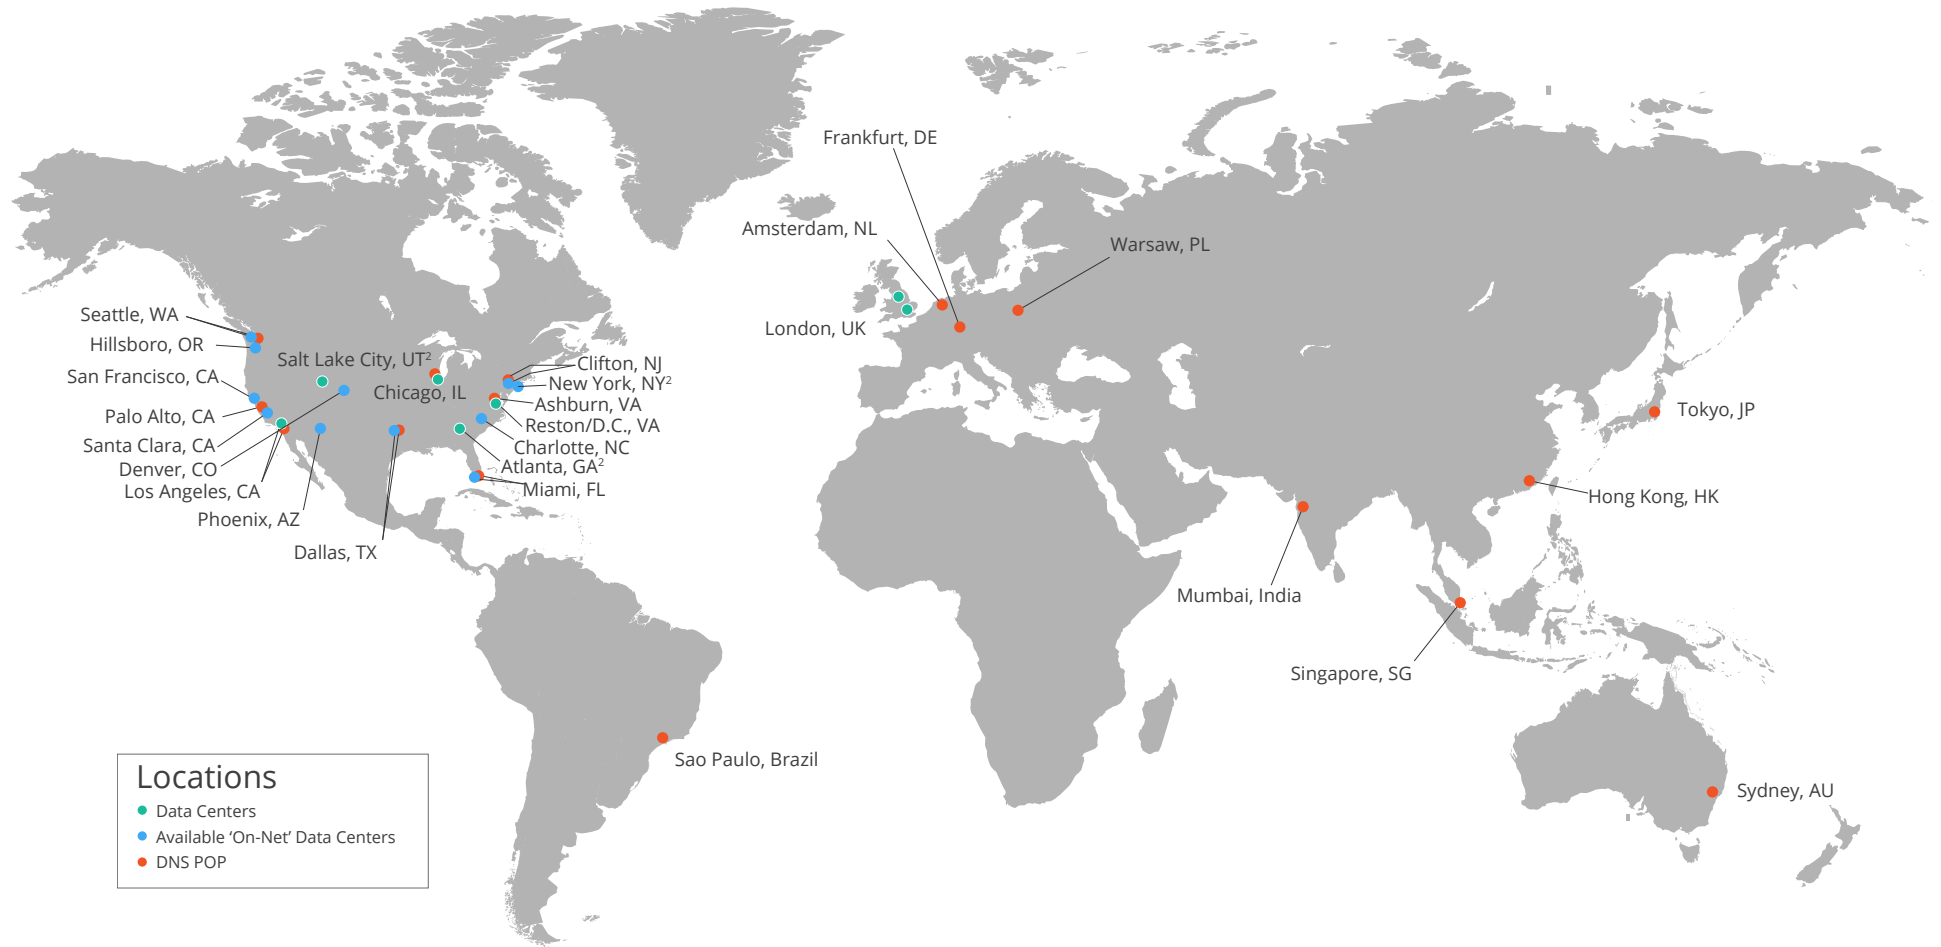 Frankfurt, DE
Amsterdam, NL
Warsaw, PL
London, UK
Seattle, WA
Hillsboro, OR
Salt Lake City, UT²
San Francisco, CA
Chicago, IL
Palo Alto, CA
Santa Clara, CA
Denver, CO
Los Angeles, CA
Phoenix, AZ
Dallas, TX
Clifton, NJ
New York, NY²
Ashburn, VA
Reston/D.C., VA
Charlotte, NC
Atlanta, GA²
Miami, FL
Tokyo, JP
Hong Kong, HK
Mumbai, India
Singapore, SG
Sao Paulo, Brazil
Sydney, AU
Locations
Data Centers
Available ‘On-Net’ Data Centers
DNS POP